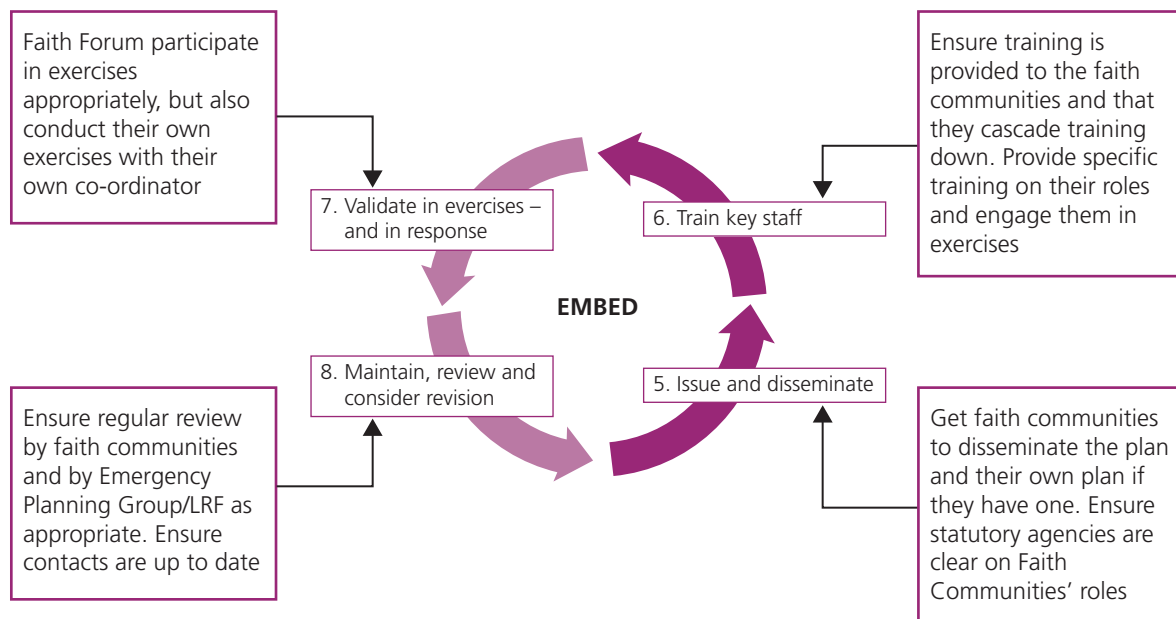 Faith Forum participate
in exercises
appropriately, but also
conduct their own
exercises with their
own co-ordinator
Ensure training is
provided to the faith
communities and that
they cascade training
down. Provide specific
training on their roles
and engage them in
exercises
7. Validate in exercises –
and in response
6. Train key staff
EMBED
8. Maintain, review and
consider revision
5. Issue and disseminate
Ensure regular review
by faith communities
and by Emergency
Planning Group/LRF as
appropriate. Ensure
contacts are up to date
Get faith communities
to disseminate the plan
and their own plan if
they have one. Ensure
statutory agencies are
clear on Faith
Communities’ roles